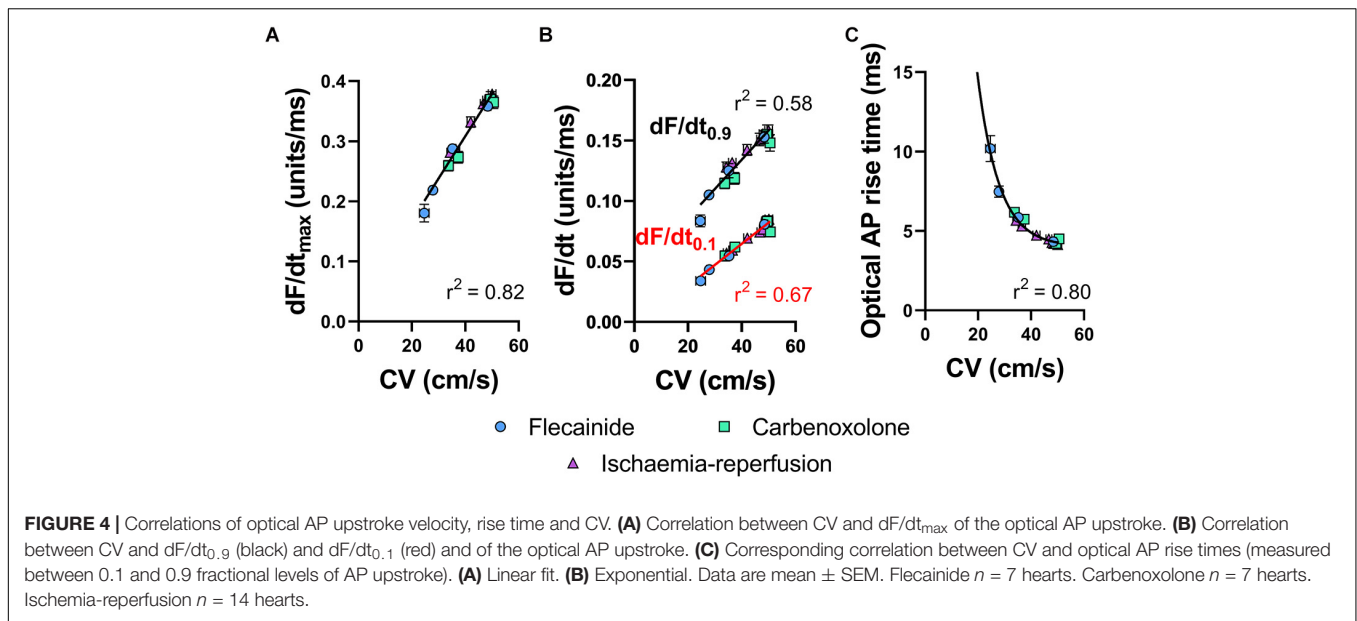 A
dF/dtmax (units/ms)
0.4
0.3
0.2
0.1
0.0
r² = 0.82
0 20 40 60
CV (cm/s)
B
dF/dt (units/ms)
0.20
0.15
0.10
0.05
0.00
r² = 0.58
dF/dt0.9
dF/dt0.1
r² = 0.67
0 20 40 60
CV (cm/s)
C
Optical AP rise time (ms)
15
10
5
0
r² = 0.80
0 20 40 60
CV (cm/s)
Flecainide Carbenoxolone
Ischaemia-reperfusion
FIGURE 4 | Correlations of optical AP upstroke velocity, rise time and CV. (A) Correlation between CV and dF/dtmax of the optical AP upstroke. (B) Correlation
between CV and dF/dt0.9 (black) and dF/dt0.1 (red) and of the optical AP upstroke. (C) Corresponding correlation between CV and optical AP rise times (measured
between 0.1 and 0.9 fractional levels of AP upstroke). (A) Linear fit. (B) Exponential. Data are mean ± SEM. Flecainide n = 7 hearts. Carbenoxolone n = 7 hearts.
Ischemia-reperfusion n = 14 hearts.